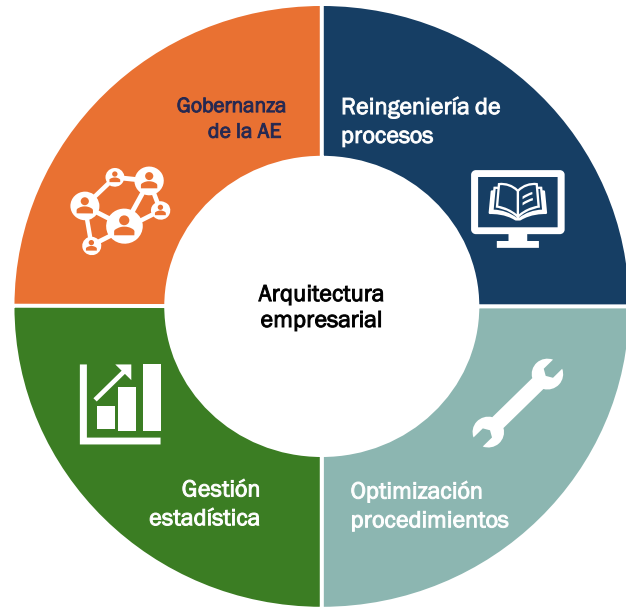 Gobernanza
de la AE
Reingeniería de
procesos
Arquitectura
empresarial
Gestión
estadística
Optimización
procedimientos